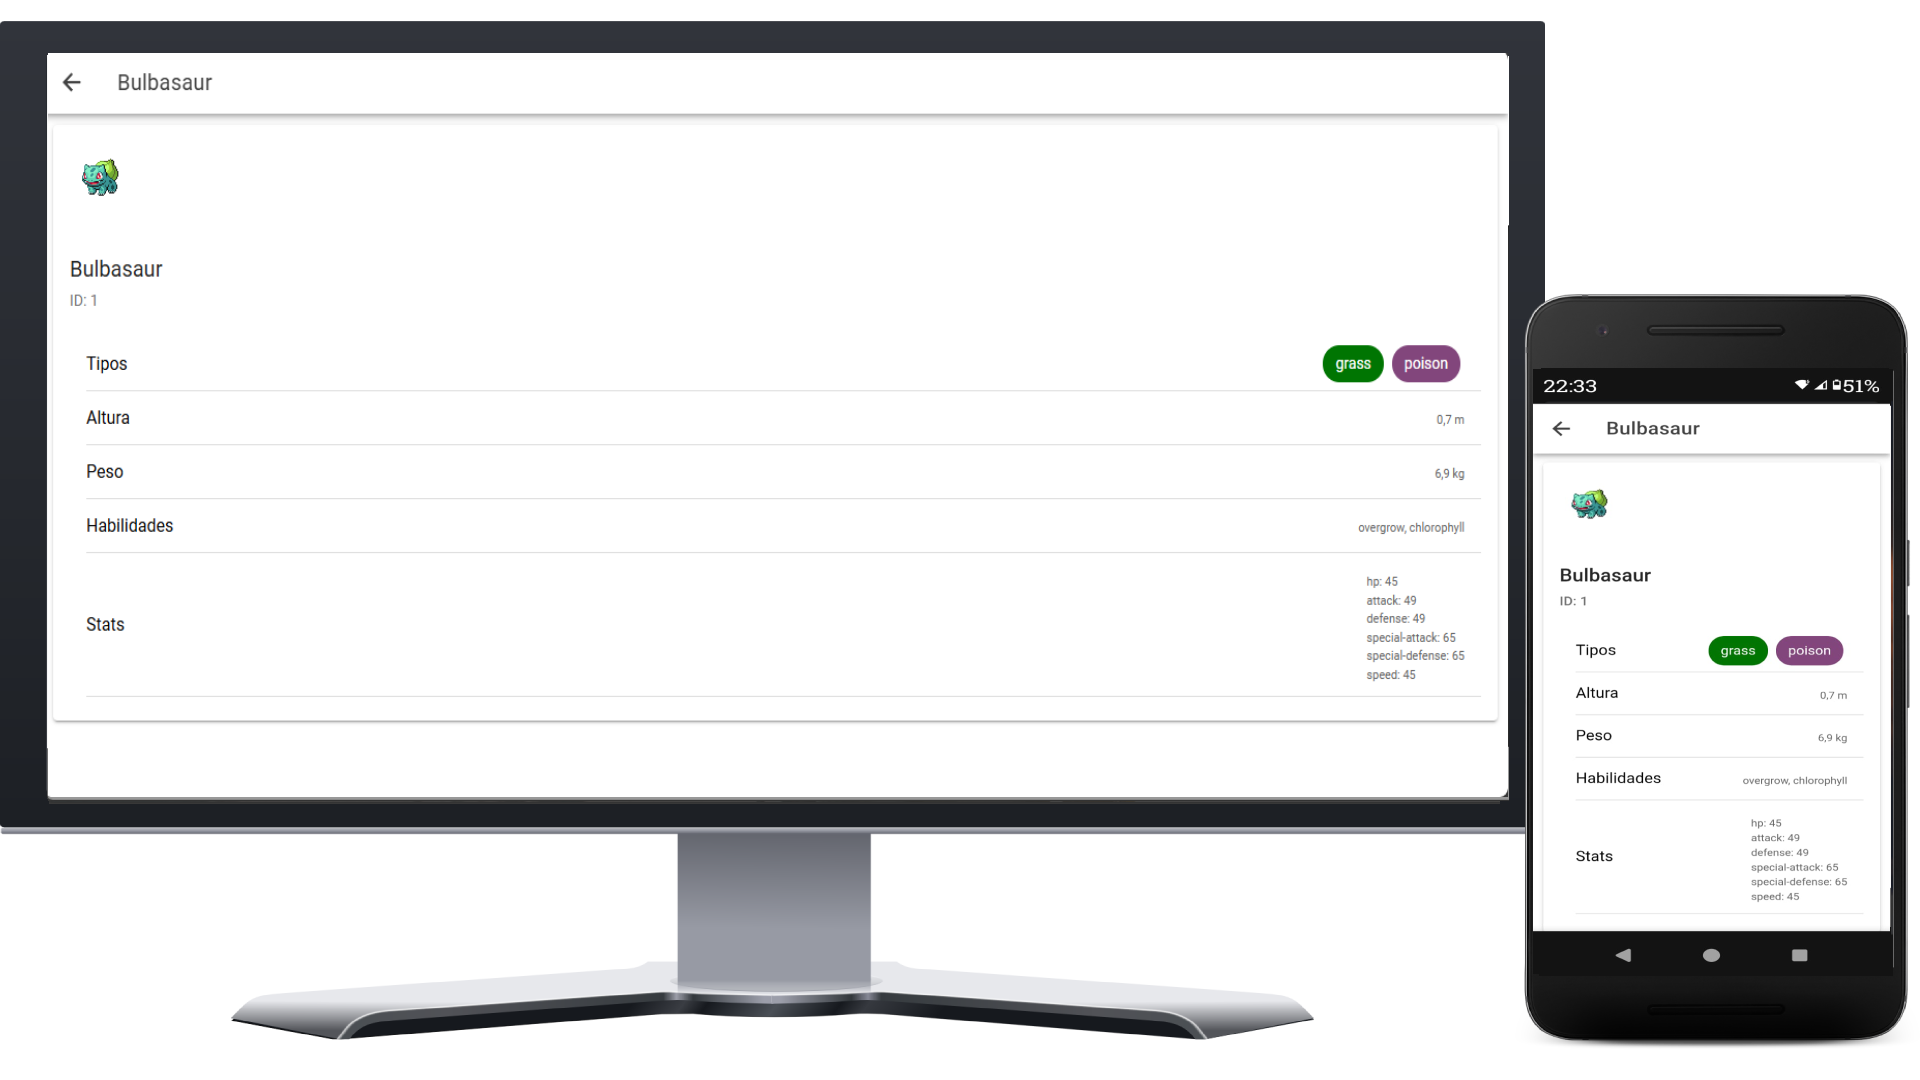 Bulbasaur
Bulbasaur
ID: 1
Tipos grass poison
Altura 0,7 m
Peso 6,9 kg
Habilidades overgrow, chlorophyll
Stats
hp: 45
attack: 49
defense: 49
special-attack: 65
special-defense: 65
speed: 45
22:33 51%
Bulbasaur
Bulbasaur
ID: 1
Tipos grass poison
Altura 0,7 m
Peso 6,9 kg
Habilidades overgrow, chlorophyll
Stats
hp: 45
attack: 49
defense: 49
special-attack: 65
special-defense: 65
speed: 45